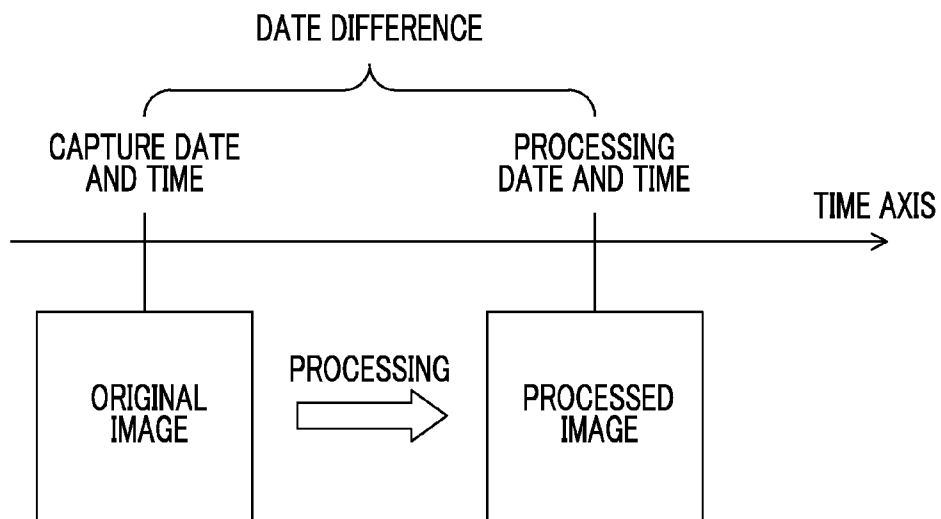 DATE DIFFERENCE
CAPTURE DATE
AND TIME
PROCESSING
DATE AND TIME
TIME AXIS
ORIGINAL
IMAGE
PROCESSING
PROCESSED
IMAGE